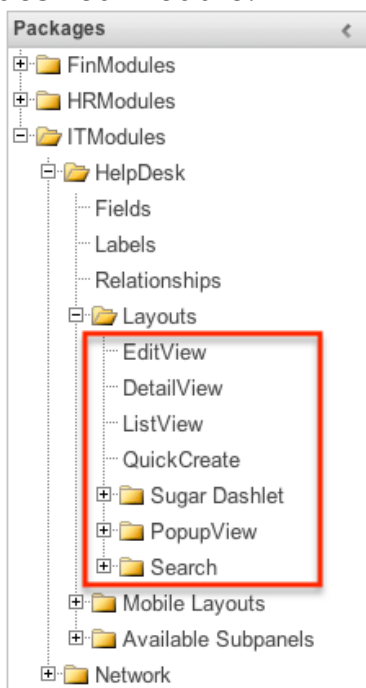 Packages
FinModules
HRModules
ITModules
HelpDesk
Fields
Labels
Relationships
Layouts
EditView
DetailView
ListView
QuickCreate
Sugar Dashlet
PopupView
Search
Mobile Layouts
Available Subpanels
Network